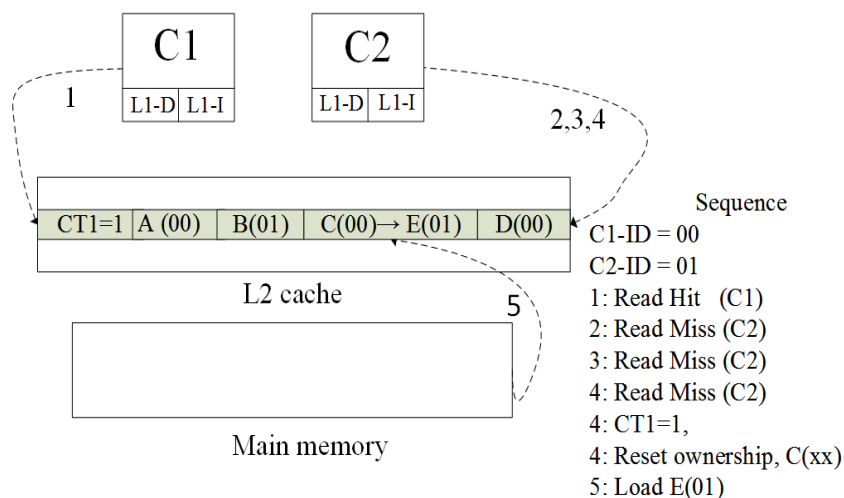 C1
C2
L1-D L1-I
L1-D L1-I
1
2,3,4
CT1=1 A (00) B(01) C(00)→ E(01) D(00)
L2 cache
5
Main memory
Sequence
C1-ID = 00
C2-ID = 01
1: Read Hit (C1)
2: Read Miss (C2)
3: Read Miss (C2)
4: Read Miss (C2)
4: CT1=1,
4: Reset ownership, C(xx)
5: Load E(01)